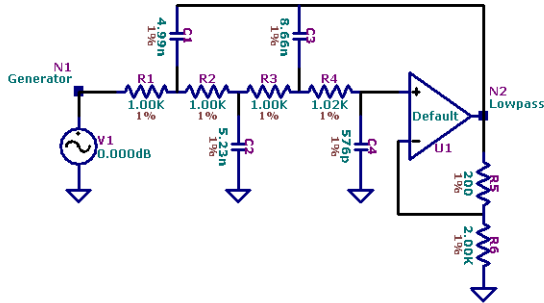 4.99n
1%
C1
8.66n
1%
C3
N1
Generator
R1
1.00K
1%
R2
1.00K
1%
R3
1.00K
1%
R4
1.02K
1%
N2
Lowpass
+
Default
-
U1
+
V1
0.000dB
5.23n
1%
C2
576p
1%
C4
200
1%
R5
2.00K
1%
R6